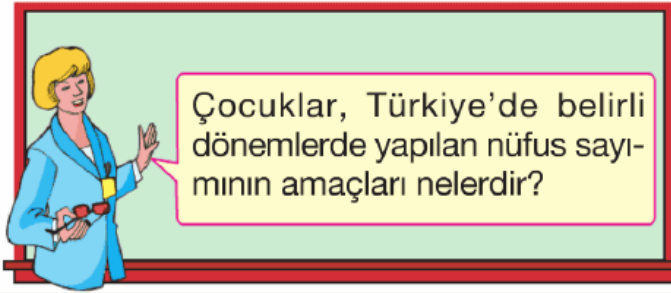 Çocuklar, Türkiye’de belirli
dönemlerde yapılan nüfus sayı-
mının amaçları nelerdir?